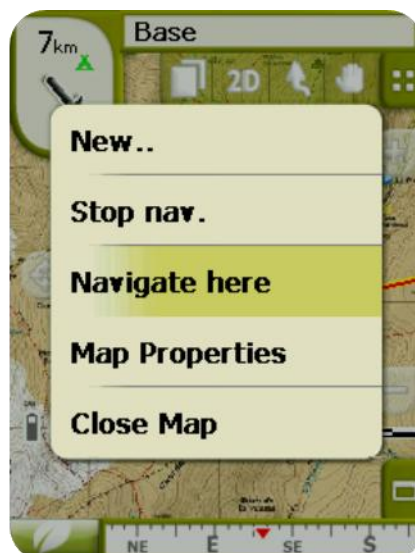 7km
Base
2D
New..
Stop nav.
Navigate here
Map Properties
Close Map
NE E SE S